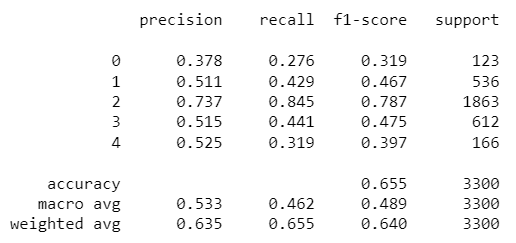 precision recall f1-score support
0 0.378 0.276 0.319 123
1 0.511 0.429 0.467 536
2 0.737 0.845 0.787 1863
3 0.515 0.441 0.475 612
4 0.525 0.319 0.397 166
accuracy 0.655 3300
macro avg 0.533 0.462 0.489 3300
weighted avg 0.635 0.655 0.640 3300